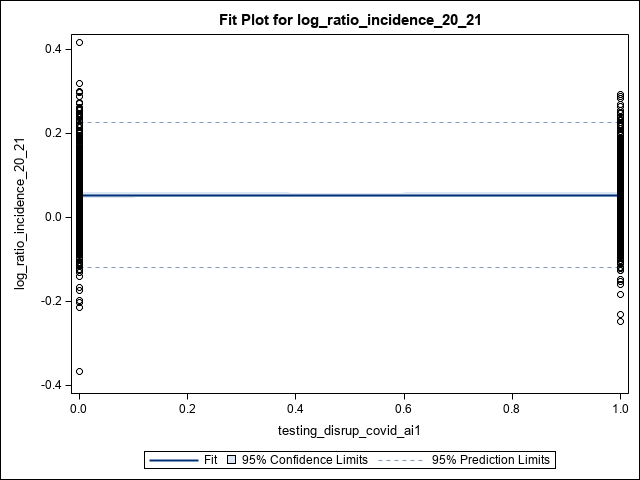 Fit Plot for log_ratio_incidence_20_21
log_ratio_incidence_20_21
0.4
0.2
0.0
-0.2
-0.4
0.0 0.2 0.4 0.6 0.8 1.0
testing_disrup_covid_ai1
Fit 95% Confidence Limits 95% Prediction Limits